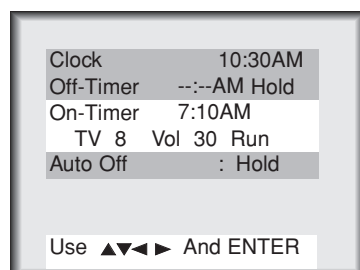 Clock 10:30AM
Off-Timer --:--AM Hold
On-Timer 7:10AM
TV 8 Vol 30 Run
Auto Off : Hold
Use ▲▼◄ ► And ENTER